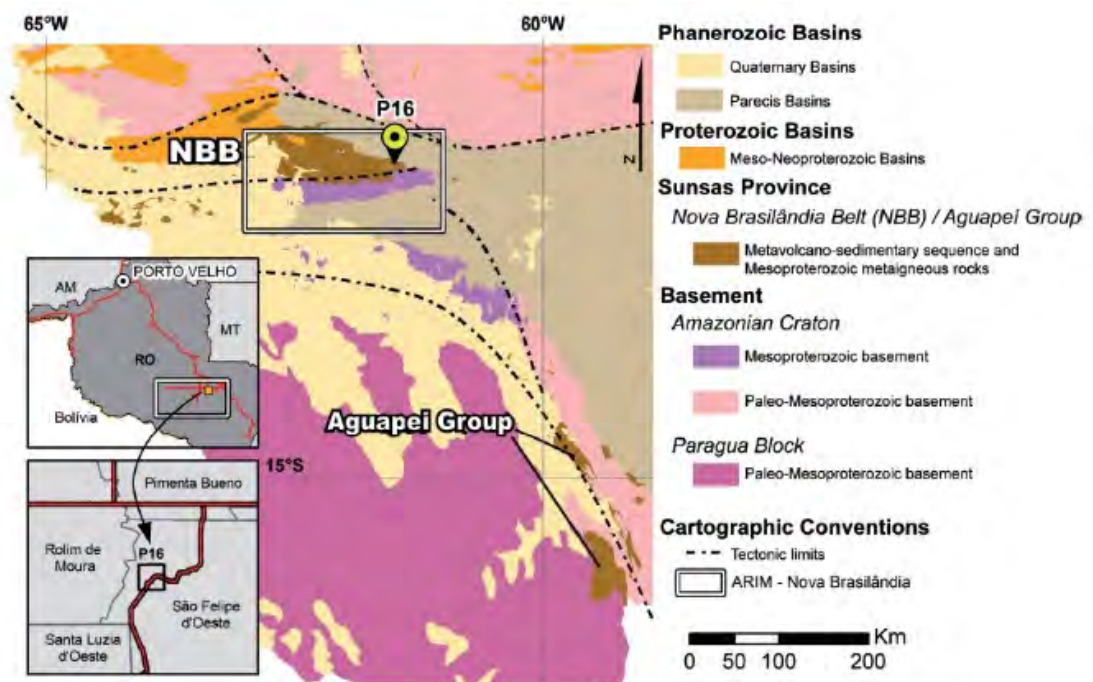 65°W
60°W
P16
NBB
N
Aguapei Group
15°S
PORTO VELHO
AM
MT
RO
Bolívia
Pimenta Bueno
Rolim de
Moura
P16
São Felipe
d'Oeste
Santa Luzia
d'Oeste
Phanerozoic Basins
Quaternary Basins
Parecis Basins
Proterozoic Basins
Meso-Neoproterozoic Basins
Sunsas Province
Nova Brasilândia Belt (NBB) / Aguapei Group
Metavolcano-sedimentary sequence and
Mesoproterozoic metaigneous rocks
Basement
Amazonian Craton
Mesoproterozoic basement
Paleo-Mesoproterozoic basement
Paragua Block
Paleo-Mesoproterozoic basement
Cartographic Conventions
Tectonic limits
ARIM - Nova Brasilândia
Km
0 50 100 200